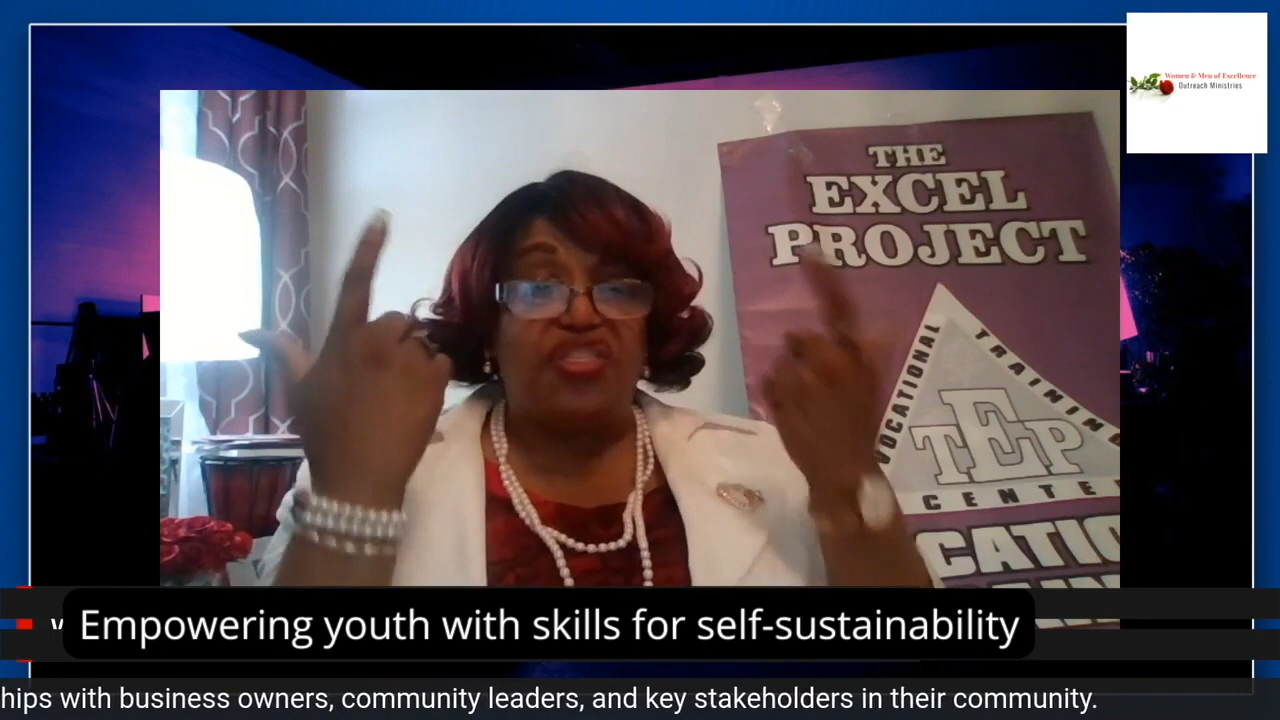 Women & Men of Excellence
Outreach Ministries
THE
EXCEL
PROJECT
VOCATIONAL
TRAINING
TEP
CENTER
CATIO
Empowering youth with skills for self-sustainability
hips with business owners, community leaders, and key stakeholders in their community.